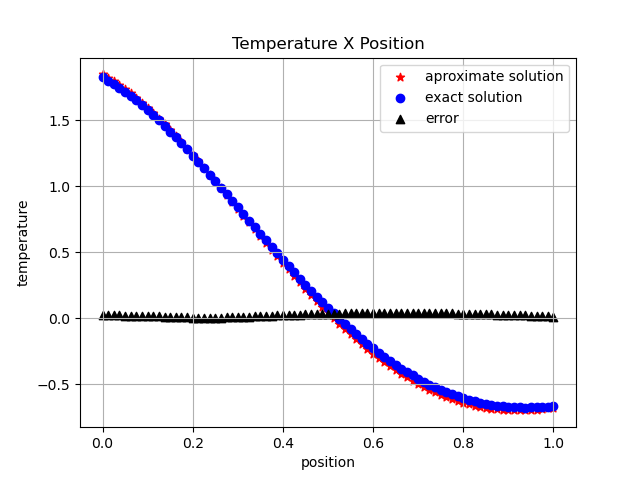 Temperature X Position
aproximate solution
exact solution
error
temperature
1.5
1.0
0.5
0.0
−0.5
0.0 0.2 0.4 0.6 0.8 1.0
position